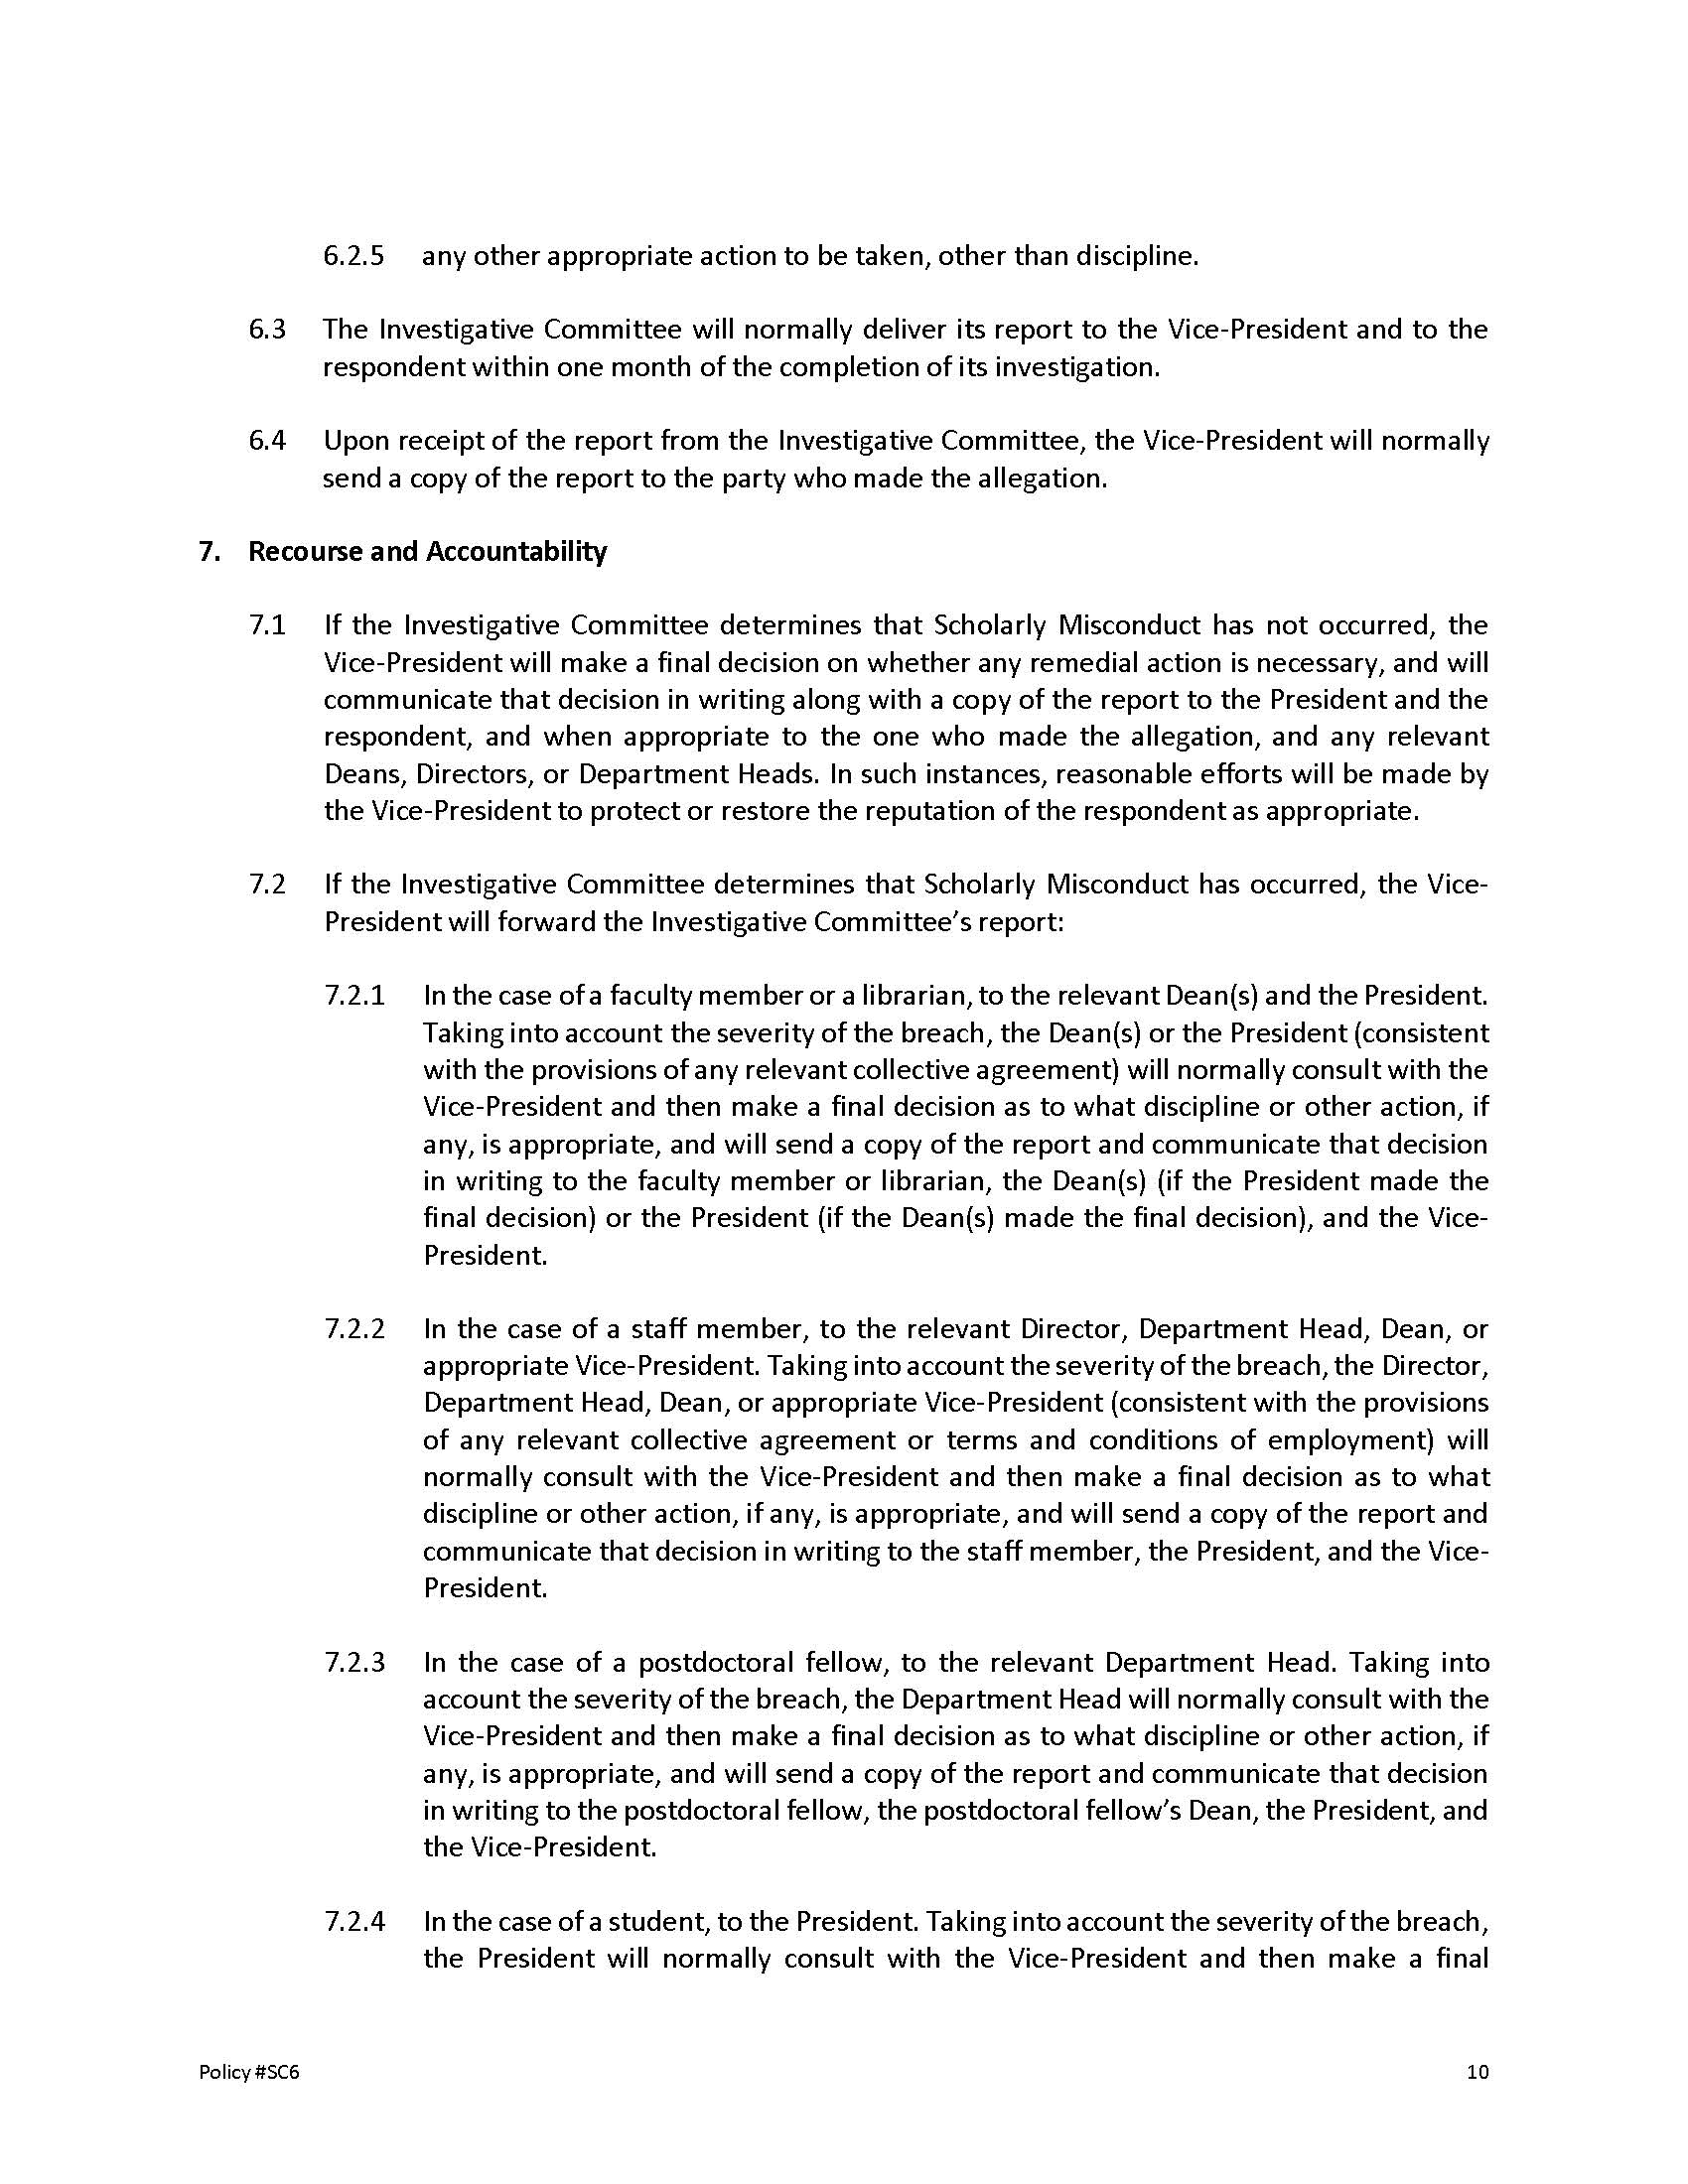 6.2.5 any other appropriate action to be taken, other than discipline.
6.3 The Investigative Committee will normally deliver its report to the Vice-President and to the
respondent within one month of the completion of its investigation.
6.4 Upon receipt of the report from the Investigative Committee, the Vice-President will normally
send a copy of the report to the party who made the allegation.
7. Recourse and Accountability
7.1 If the Investigative Committee determines that Scholarly Misconduct has not occurred, the
Vice-President will make a final decision on whether any remedial action is necessary, and will
communicate that decision in writing along with a copy of the report to the President and the
respondent, and when appropriate to the one who made the allegation, and any relevant
Deans, Directors, or Department Heads. In such instances, reasonable efforts will be made by
the Vice-President to protect or restore the reputation of the respondent as appropriate.
7.2 If the Investigative Committee determines that Scholarly Misconduct has occurred, the Vice-
President will forward the Investigative Committee’s report:
7.2.1 In the case of a faculty member or a librarian, to the relevant Dean(s) and the President.
Taking into account the severity of the breach, the Dean(s) or the President (consistent
with the provisions of any relevant collective agreement) will normally consult with the
Vice-President and then make a final decision as to what discipline or other action, if
any, is appropriate, and will send a copy of the report and communicate that decision
in writing to the faculty member or librarian, the Dean(s) (if the President made the
final decision) or the President (if the Dean(s) made the final decision), and the Vice-
President.
7.2.2 In the case of a staff member, to the relevant Director, Department Head, Dean, or
appropriate Vice-President. Taking into account the severity of the breach, the Director,
Department Head, Dean, or appropriate Vice-President (consistent with the provisions
of any relevant collective agreement or terms and conditions of employment) will
normally consult with the Vice-President and then make a final decision as to what
discipline or other action, if any, is appropriate, and will send a copy of the report and
communicate that decision in writing to the staff member, the President, and the Vice-
President.
7.2.3 In the case of a postdoctoral fellow, to the relevant Department Head. Taking into
account the severity of the breach, the Department Head will normally consult with the
Vice-President and then make a final decision as to what discipline or other action, if
any, is appropriate, and will send a copy of the report and communicate that decision
in writing to the postdoctoral fellow, the postdoctoral fellow’s Dean, the President, and
the Vice-President.
7.2.4 In the case of a student, to the President. Taking into account the severity of the breach,
the President will normally consult with the Vice-President and then make a final
Policy #SC6 10